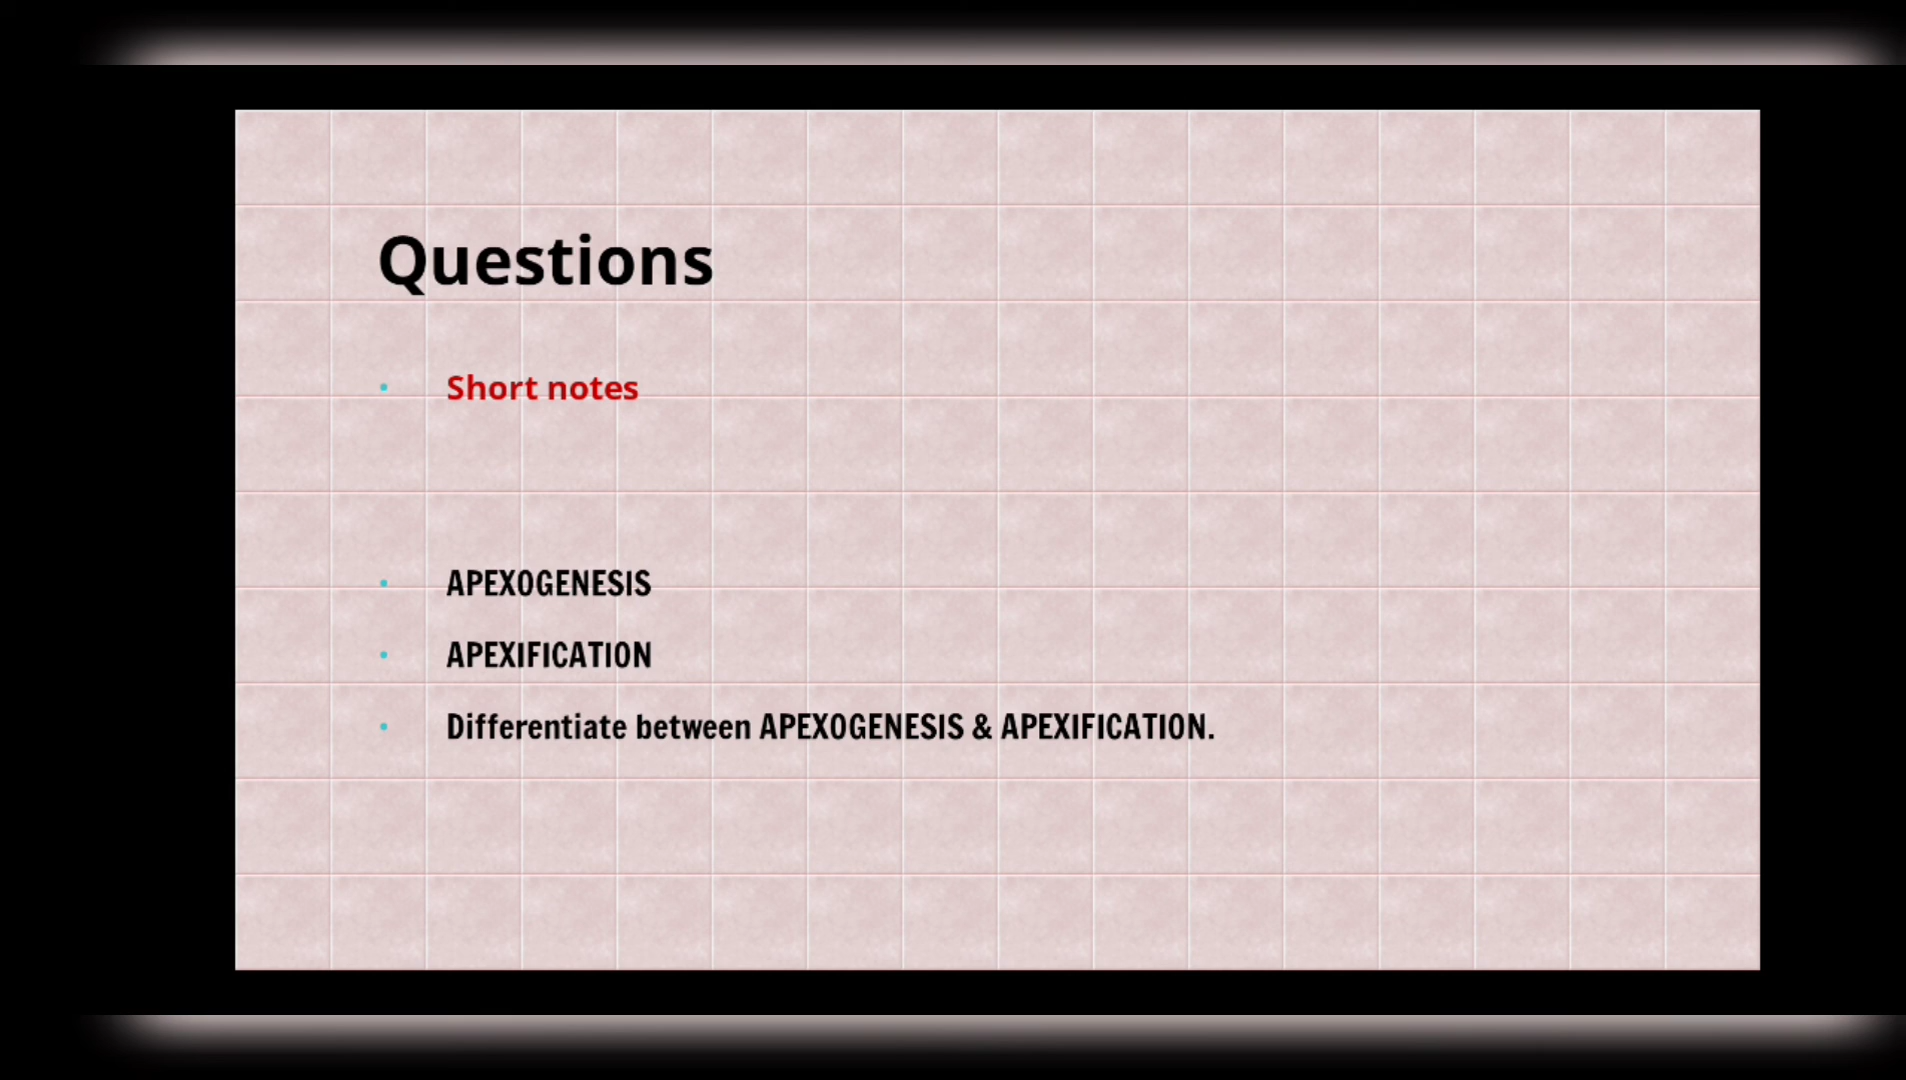 Questions
Short notes
APEXOGENESIS
APEXIFICATION
Differentiate between APEXOGENESIS & APEXIFICATION.